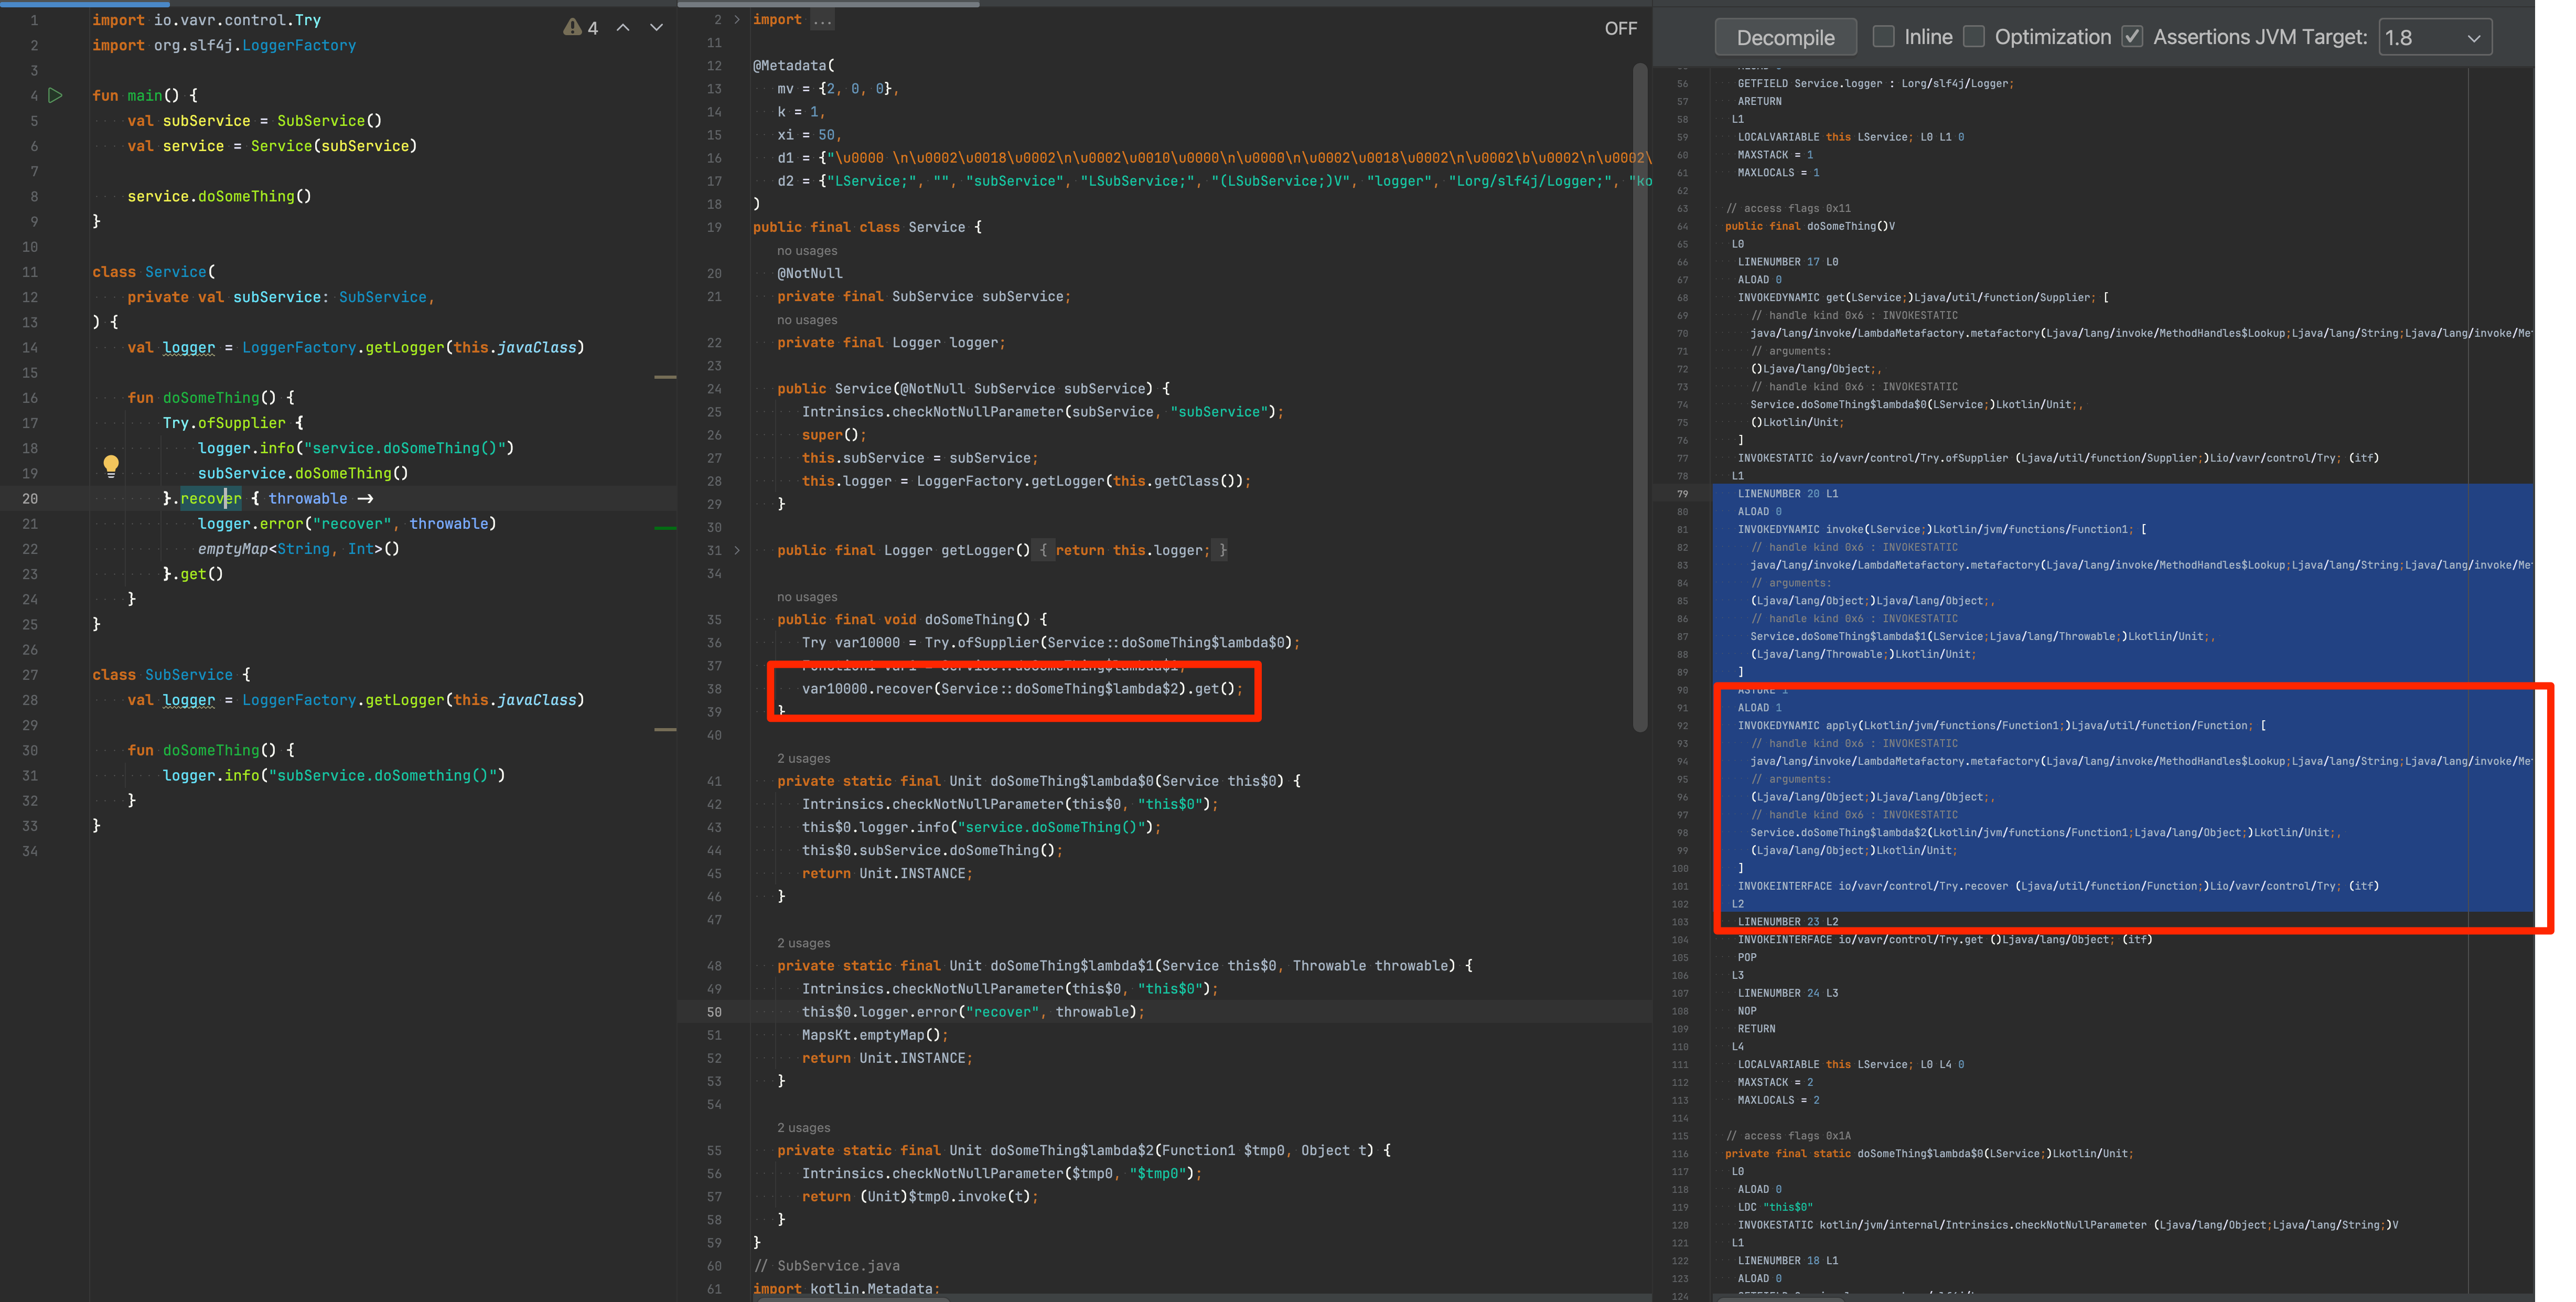 1 import io.vavr.control.Try
2 import org.slf4j.LoggerFactory
3
4 fun main() {
5 val subService = SubService()
6 val service = Service(subService)
7
8 service.doSomeThing()
9 }
10
11 class Service(
12 private val subService: SubService,
13 ) {
14 val logger = LoggerFactory.getLogger(this.javaClass)
15
16 fun doSomeThing() {
17 Try.ofSupplier {
18 logger.info("service.doSomeThing()")
19 subService.doSomeThing()
20 }.recover { throwable →
21 logger.error("recover", throwable)
22 emptyMap<String, Int>()
23 }.get()
24 }
25 }
26
27 class SubService {
28 val logger = LoggerFactory.getLogger(this.javaClass)
29
30 fun doSomeThing() {
31 logger.info("subService.doSomething()")
32 }
33 }
34
4
OFF
2 import ...
11
12 @Metadata(
13 mv = {2, 0, 0},
14 k = 1,
15 xi = 50,
16 d1 = {"\u0000 \n\u0002\u0018\u0002\n\u0002\u0010\u0000\n\u0000\n\u0002\u0018\u0002\n\u0002\b\u0002\n\u0002\
17 d2 = {"LService;", "", "subService", "LSubService;", "(LSubService;)V", "logger", "Lorg/slf4j/Logger;", "ko
18 )
19 public final class Service {
no usages
20 @NotNull
21 private final SubService subService;
no usages
22 private final Logger logger;
23
24 public Service(@NotNull SubService subService) {
25 Intrinsics.checkNotNullParameter(subService, "subService");
26 super();
27 this.subService = subService;
28 this.logger = LoggerFactory.getLogger(this.getClass());
29 }
30
31 public final Logger getLogger() { return this.logger; }
34
no usages
35 public final void doSomeThing() {
36 Try var10000 = Try.ofSupplier(Service::doSomeThing$lambda$0);
37 Function1 var1 = Service::doSomeThing$lambda$1;
38 var10000.recover(Service::doSomeThing$lambda$2).get();
39 }
40
2 usages
41 private static final Unit doSomeThing$lambda$0(Service this$0) {
42 Intrinsics.checkNotNullParameter(this$0, "this$0");
43 this$0.logger.info("service.doSomeThing()");
44 this$0.subService.doSomeThing();
45 return Unit.INSTANCE;
46 }
47
2 usages
48 private static final Unit doSomeThing$lambda$1(Service this$0, Throwable throwable) {
49 Intrinsics.checkNotNullParameter(this$0, "this$0");
50 this$0.logger.error("recover", throwable);
51 MapsKt.emptyMap();
52 return Unit.INSTANCE;
53 }
54
2 usages
55 private static final Unit doSomeThing$lambda$2(Function1 $tmp0, Object t) {
56 Intrinsics.checkNotNullParameter($tmp0, "$tmp0");
57 return (Unit)$tmp0.invoke(t);
58 }
59 }
60 // SubService.java
61 import kotlin.Metadata;
Decompile Inline Optimization Assertions JVM Target: 1.8
56 GETFIELD Service.logger : Lorg/slf4j/Logger;
57 ARETURN
58 L1
59 LOCALVARIABLE this LService; L0 L1 0
60 MAXSTACK = 1
61 MAXLOCALS = 1
62
63 // access flags 0x11
64 public final doSomeThing()V
65 L0
66 LINENUMBER 17 L0
67 ALOAD 0
68 INVOKEDYNAMIC get(LService;)Ljava/util/function/Supplier; [
69 // handle kind 0x6 : INVOKESTATIC
70 java/lang/invoke/LambdaMetafactory.metafactory(Ljava/lang/invoke/MethodHandles$Lookup;Ljava/lang/String;Ljava/lang/invoke/Me
71 // arguments:
72 ()Ljava/lang/Object;,
73 // handle kind 0x6 : INVOKESTATIC
74 Service.doSomeThing$lambda$0(LService;)Lkotlin/Unit;,
75 ()Lkotlin/Unit;
76 ]
77 INVOKESTATIC io/vavr/control/Try.ofSupplier (Ljava/util/function/Supplier;)Lio/vavr/control/Try; (itf)
78 L1
79 LINENUMBER 20 L1
80 ALOAD 0
81 INVOKEDYNAMIC invoke(LService;)Lkotlin/jvm/functions/Function1; [
82 // handle kind 0x6 : INVOKESTATIC
83 java/lang/invoke/LambdaMetafactory.metafactory(Ljava/lang/invoke/MethodHandles$Lookup;Ljava/lang/String;Ljava/lang/invoke/Me
84 // arguments:
85 (Ljava/lang/Object;)Ljava/lang/Object;,
86 // handle kind 0x6 : INVOKESTATIC
87 Service.doSomeThing$lambda$1(LService;Ljava/lang/Throwable;)Lkotlin/Unit;,
88 (Ljava/lang/Throwable;)Lkotlin/Unit;
89 ]
90 ASTORE 1
91 ALOAD 1
92 INVOKEDYNAMIC apply(Lkotlin/jvm/functions/Function1;)Ljava/util/function/Function; [
93 // handle kind 0x6 : INVOKESTATIC
94 java/lang/invoke/LambdaMetafactory.metafactory(Ljava/lang/invoke/MethodHandles$Lookup;Ljava/lang/String;Ljava/lang/invoke/Me
95 // arguments:
96 (Ljava/lang/Object;)Ljava/lang/Object;,
97 // handle kind 0x6 : INVOKESTATIC
98 Service.doSomeThing$lambda$2(Lkotlin/jvm/functions/Function1;Ljava/lang/Object;)Lkotlin/Unit;,
99 (Ljava/lang/Object;)Lkotlin/Unit;
100 ]
101 INVOKEINTERFACE io/vavr/control/Try.recover (Ljava/util/function/Function;)Lio/vavr/control/Try; (itf)
102 L2
103 LINENUMBER 23 L2
104 INVOKEINTERFACE io/vavr/control/Try.get ()Ljava/lang/Object; (itf)
105 POP
106 L3
107 LINENUMBER 24 L3
108 NOP
109 RETURN
110 L4
111 LOCALVARIABLE this LService; L0 L4 0
112 MAXSTACK = 2
113 MAXLOCALS = 2
114
115 // access flags 0x1A
116 private final static doSomeThing$lambda$0(LService;)Lkotlin/Unit;
117 L0
118 ALOAD 0
119 LDC "this$0"
120 INVOKESTATIC kotlin/jvm/internal/Intrinsics.checkNotNullParameter (Ljava/lang/Object;Ljava/lang/String;)V
121 L1
122 LINENUMBER 18 L1
123 ALOAD 0
124